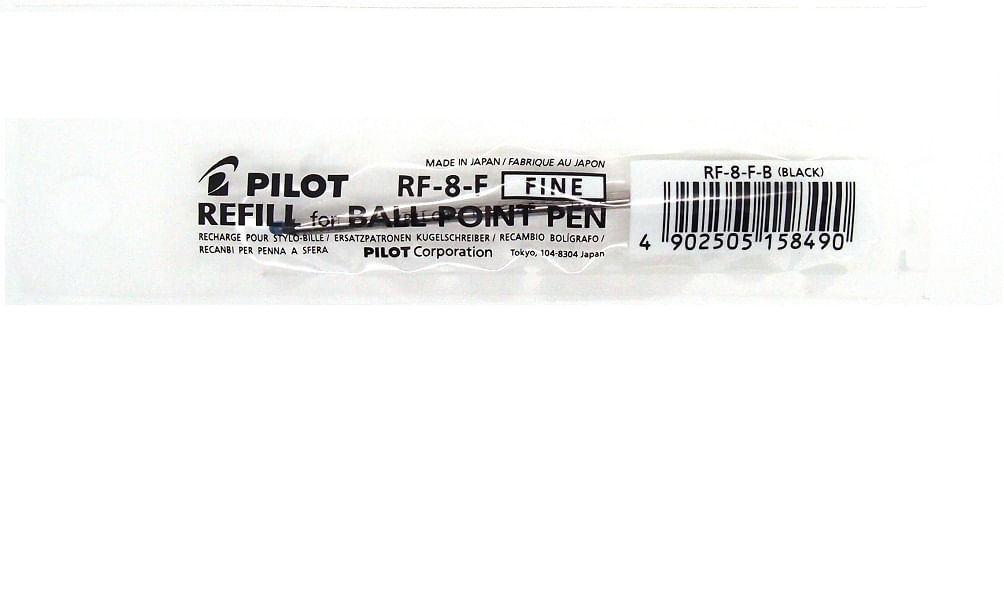 MADE IN JAPAN / FABRIQUE AU JAPON
PILOT RF-8-F FINE
REFILL for BALL POINT PEN
RECHARGE POUR STYLO-BILLE / ERSATZPATRONEN KUGELSCHREIBER / RECAMBIO BOLÍGRAFO /
RECANBI PER PENNA A SFERA
PILOT Corporation Tokyo, 104-8304 Japan
RF-8-F-B (BLACK)
4 902505 158490